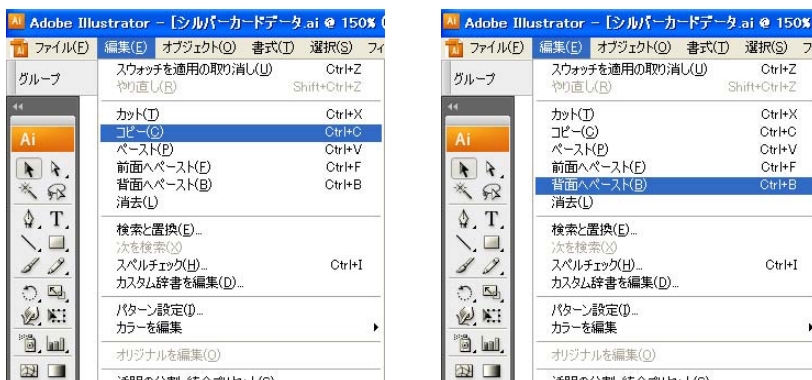 Adobe Illustrator - [シルバーカードデータ.ai @ 150% (
ファイル(F) 編集(E) オブジェクト(O) 書式(T) 選択(S) フィ
グループ
スウォッチを適用の取り消し(U) Ctrl+Z
やり直し(R) Shift+Ctrl+Z
カット(T) Ctrl+X
コピー(C) Ctrl+C
ペースト(P) Ctrl+V
前面へペースト(F) Ctrl+F
背面へペースト(B) Ctrl+B
消去(L)
検索と置換(E)...
次を検索(X)
スペルチェック(H)... Ctrl+I
カスタム辞書を編集(D)...
パターン設定(I)...
カラーを編集
オリジナルを編集(O)
Ai
Adobe Illustrator - [シルバーカードデータ.ai @ 150%
ファイル(F) 編集(E) オブジェクト(O) 書式(T) 選択(S) フ
グループ
スウォッチを適用の取り消し(U) Ctrl+Z
やり直し(R) Shift+Ctrl+Z
カット(T) Ctrl+X
コピー(C) Ctrl+C
ペースト(P) Ctrl+V
前面へペースト(F) Ctrl+F
背面へペースト(B) Ctrl+B
消去(L)
検索と置換(E)...
次を検索(X)
スペルチェック(H)... Ctrl+I
カスタム辞書を編集(D)...
パターン設定(I)...
カラーを編集
オリジナルを編集(O)
Ai